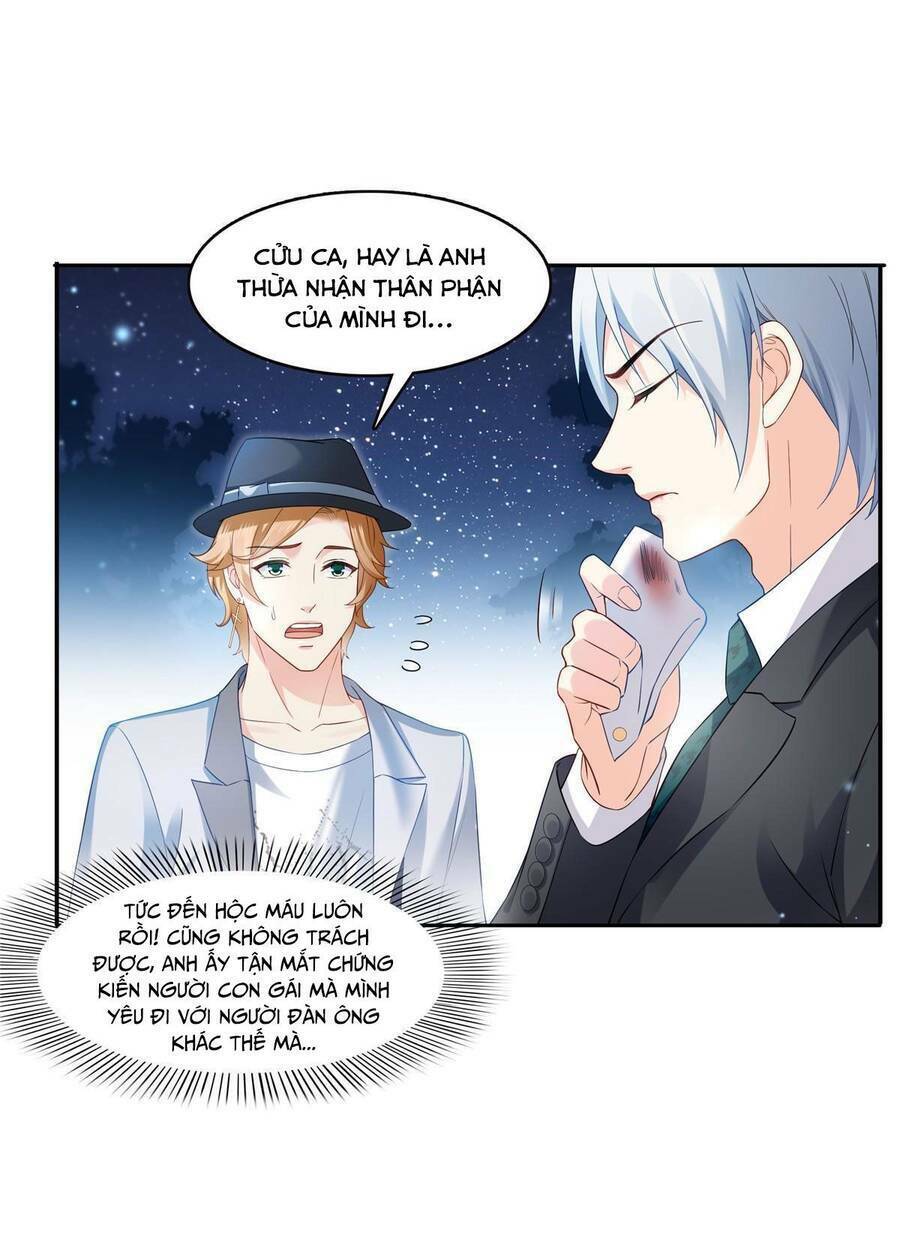 CỬU CA, HAY LÀ ANH
THỪA NHẬN THÂN PHẬN
CỦA MÌNH ĐI...
TỨC ĐẾN HỘC MÁU LUÔN
RỒI! CŨNG KHÔNG TRÁCH
ĐƯỢC, ANH ẤY TẬN MẮT CHỨNG
KIẾN NGƯỜI CON GÁI MÀ MÌNH
YÊU ĐI VỚI NGƯỜI ĐÀN ÔNG
KHÁC THẾ MÀ...